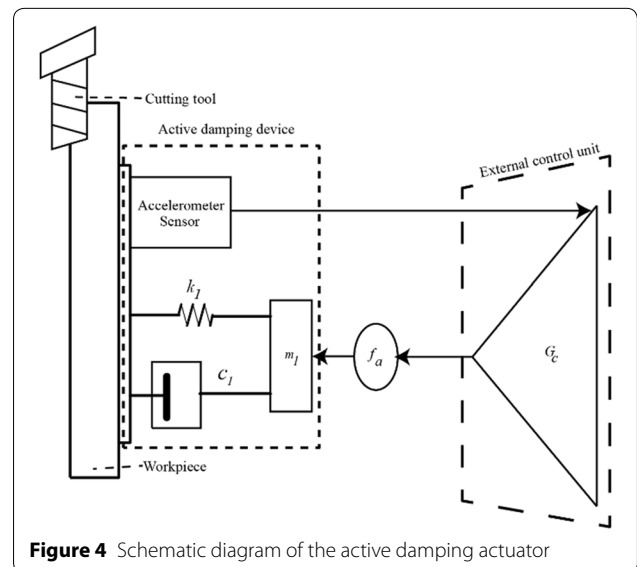 Cutting tool
Active damping device
External control unit
Accelerometer
Sensor
k1
m1
fa
Gc
c1
Workpiece
Figure 4 Schematic diagram of the active damping actuator